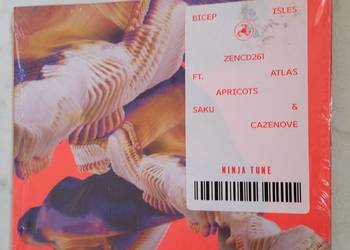 BICEP ISLES
ZENCD261
FT. ATLAS
APRICOTS
SAKU &
CAZENOVE
NINJA TUNE